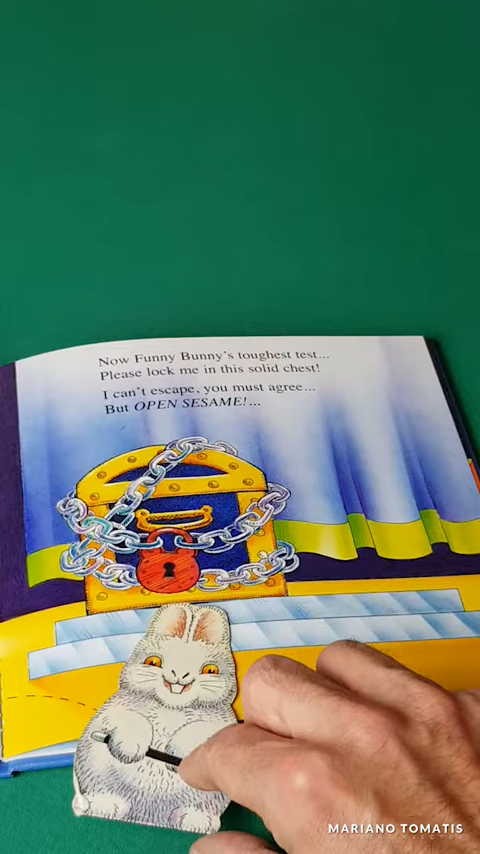 Now Funny Bunny's toughest test...
Please lock me in this solid chest!
I can't escape, you must agree...
But OPEN SESAME!...
MARIANO TOMATIS